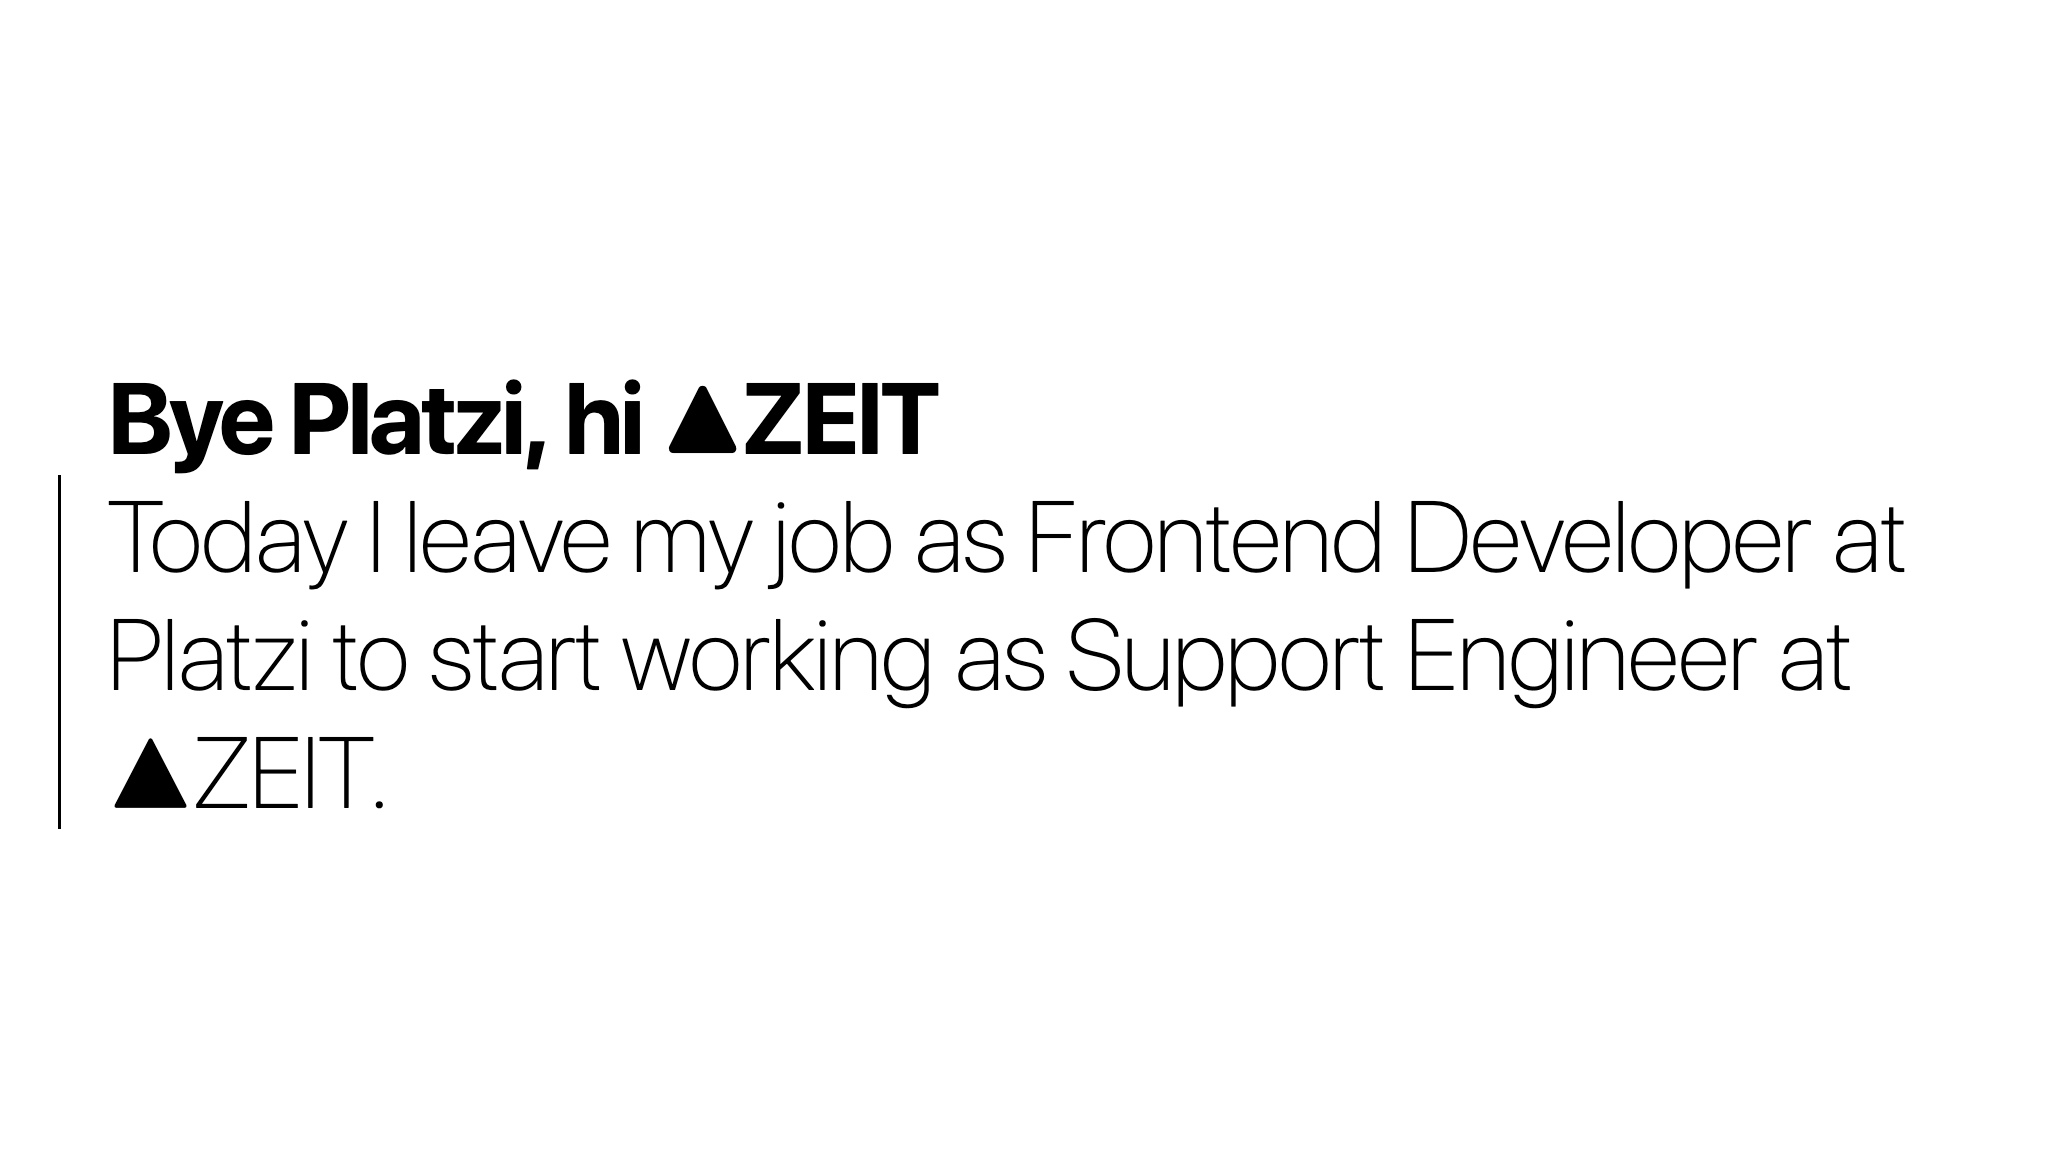 Bye Platzi, hi ▲ZEIT
Today I leave my job as Frontend Developer at
Platzi to start working as Support Engineer at
▲ZEIT.